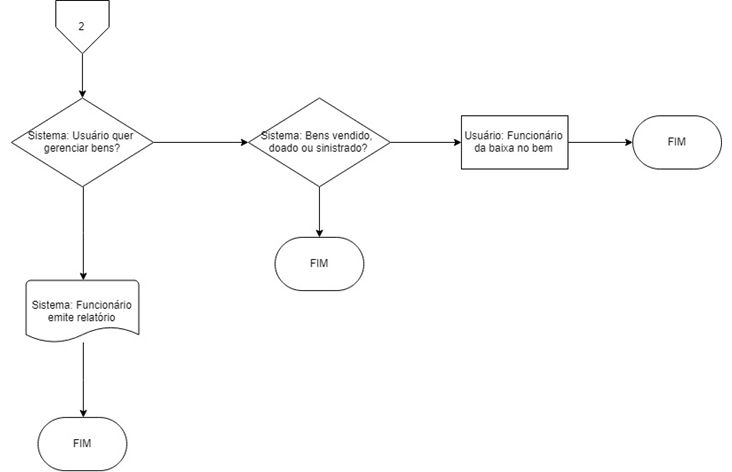 2
Sistema: Usuário quer
gerenciar bens?
Sistema: Bens vendido,
doado ou sinistrado?
Usuário: Funcionário
da baixa no bem
FIM
FIM
Sistema: Funcionário
emite relatório
FIM